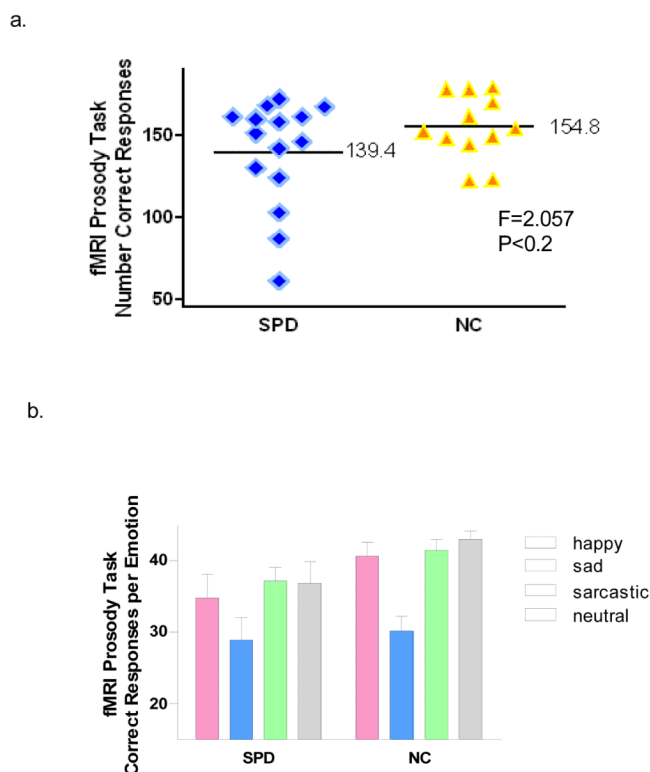 a.
fMRI Prosody Task
Number Correct Responses
150
100
50
139.4
154.8
F=2.057
P<0.2
SPD
NC
b.
fMRI Prosody Task
Correct Responses per Emotion
40
30
20
happy
sad
sarcastic
neutral
SPD
NC